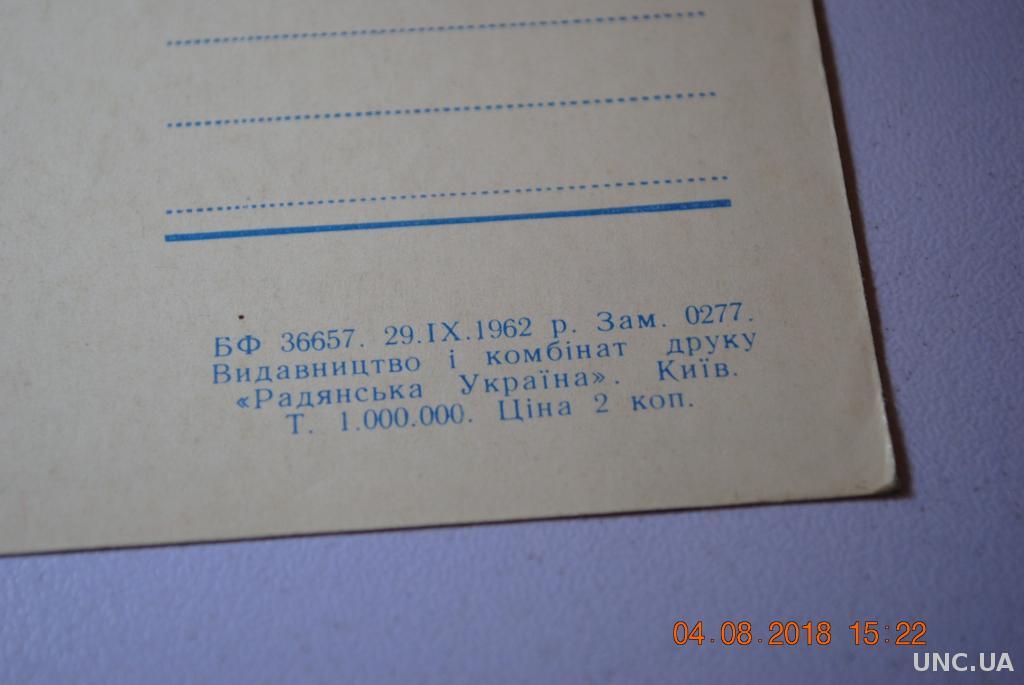 БФ 36657. 29.IX.1962 р. Зам. 0277.
Видавництво і комбінат друку
«Радянська Україна». Київ.
Т. 1.000.000. Ціна 2 коп.
04.08.2018 15:22
UNC.UA